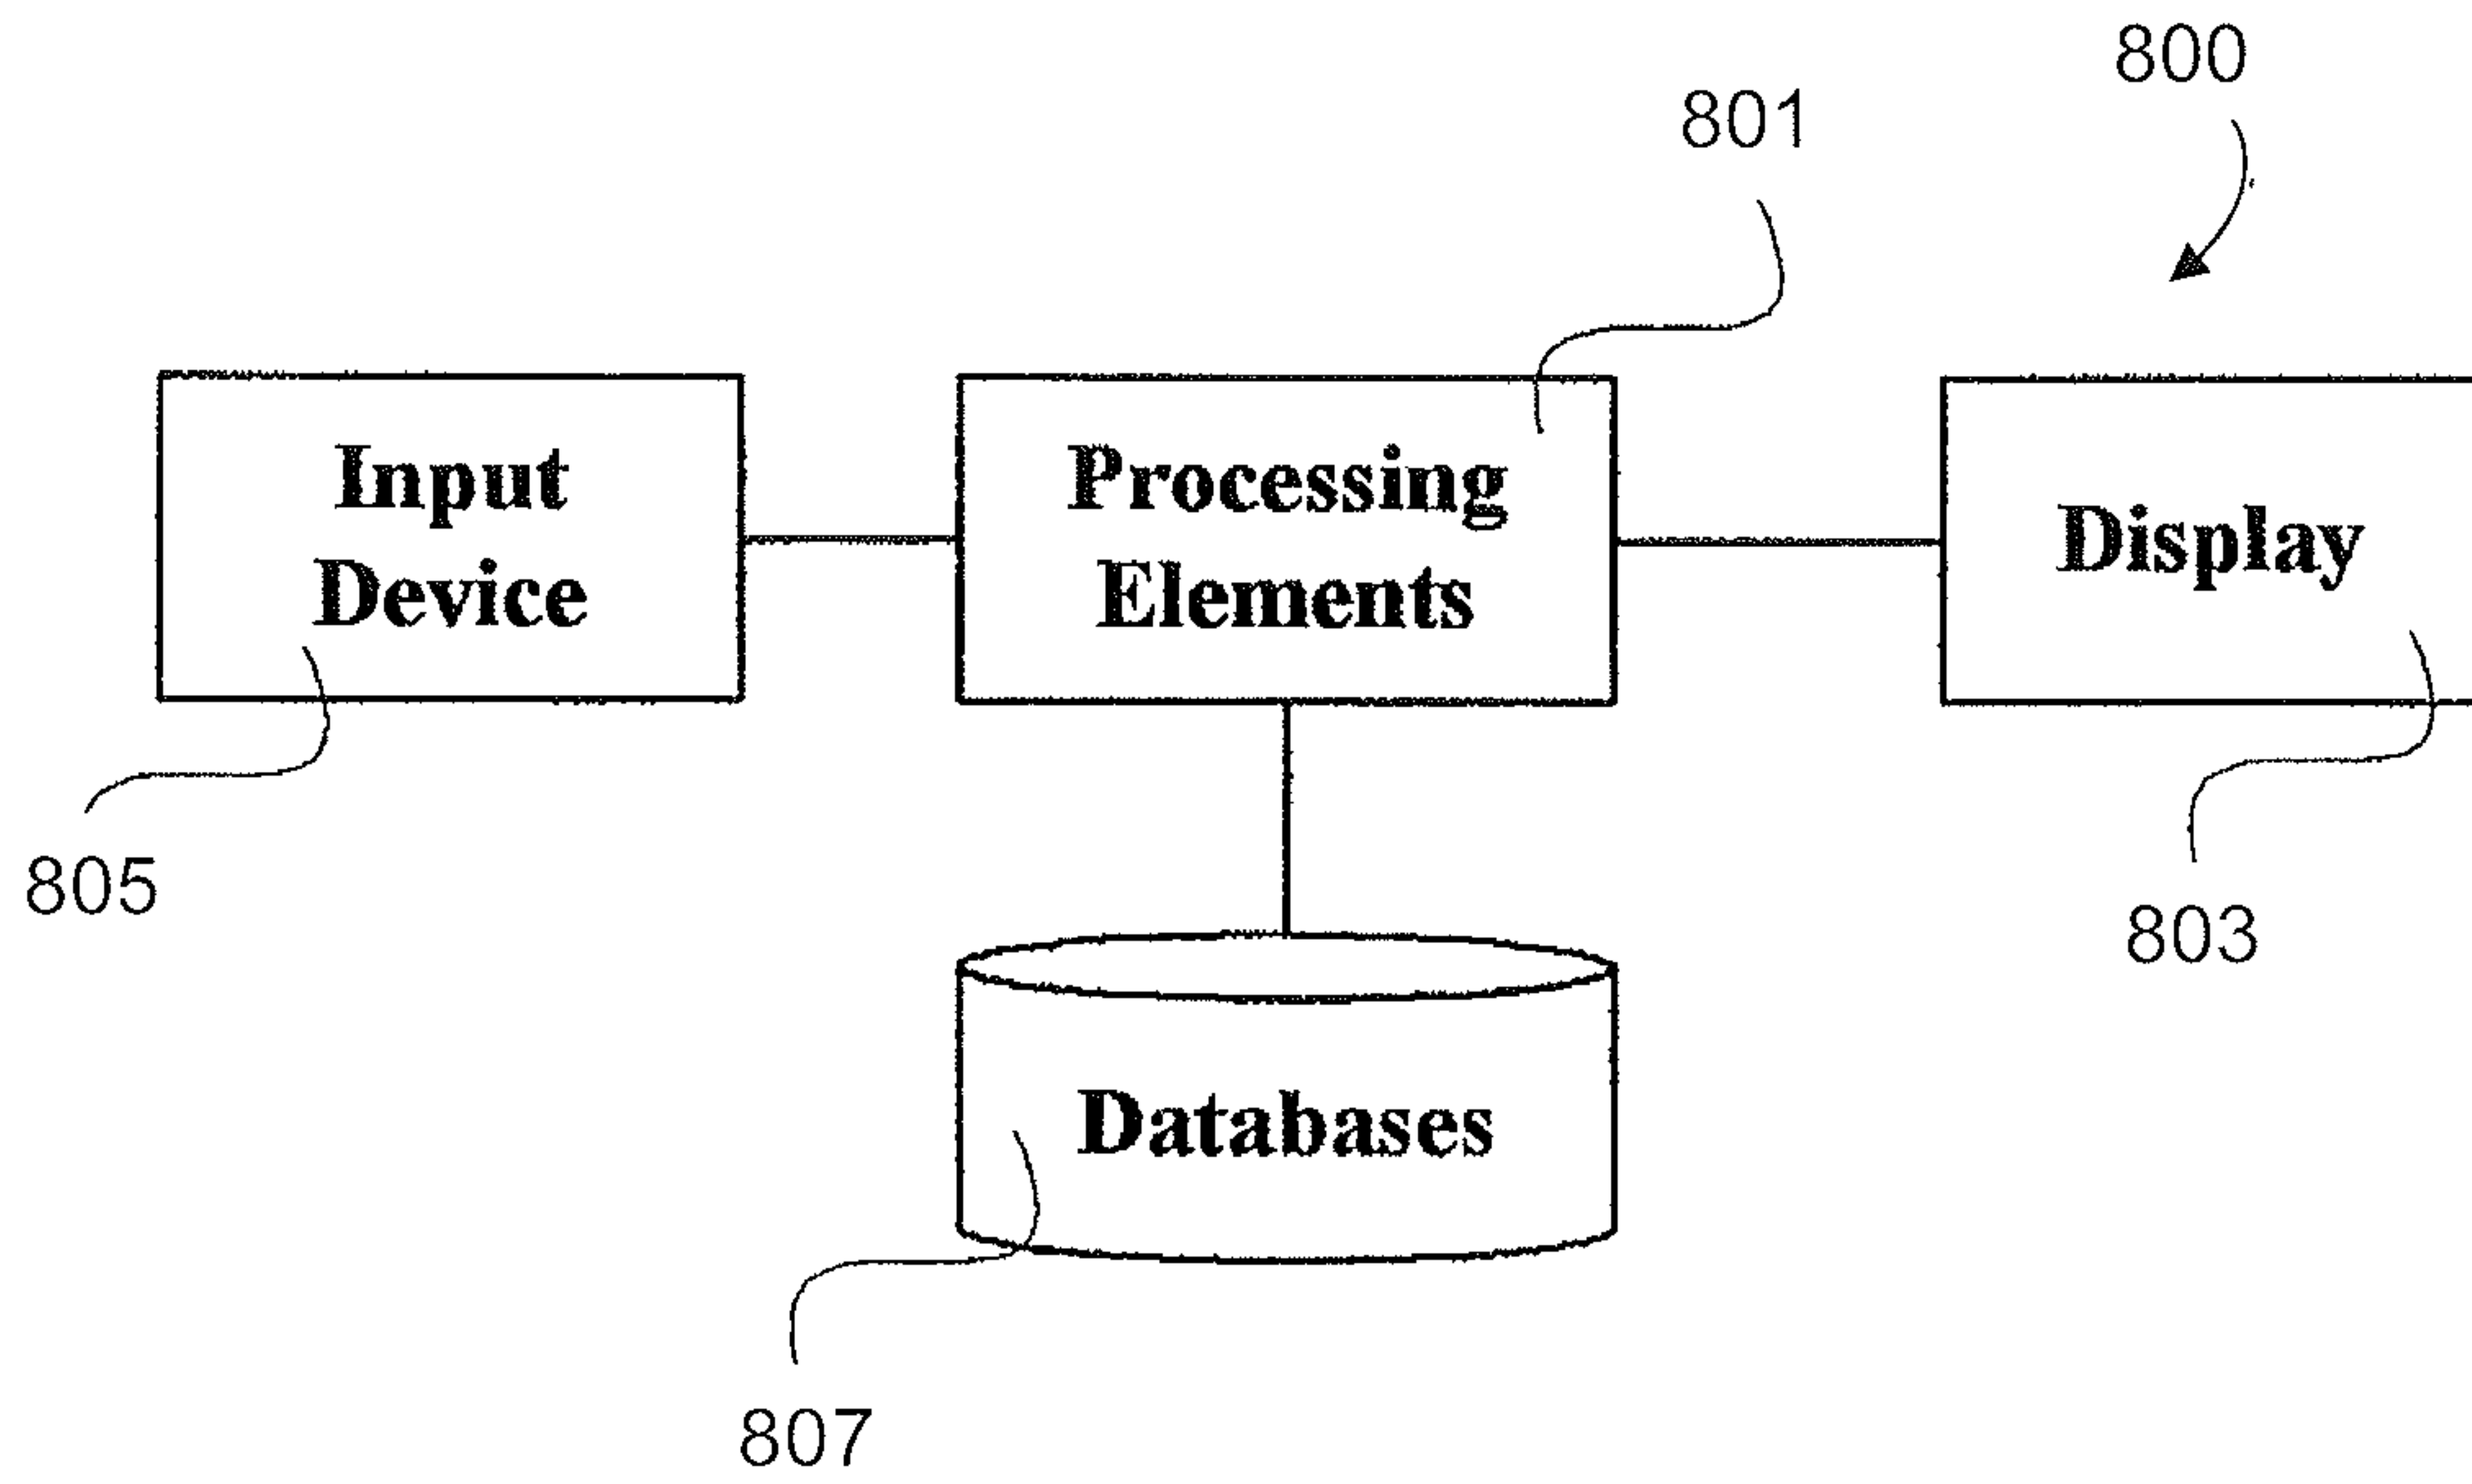 800
801
Input
Device
Processing
Elements
Display
805
803
Databases
807